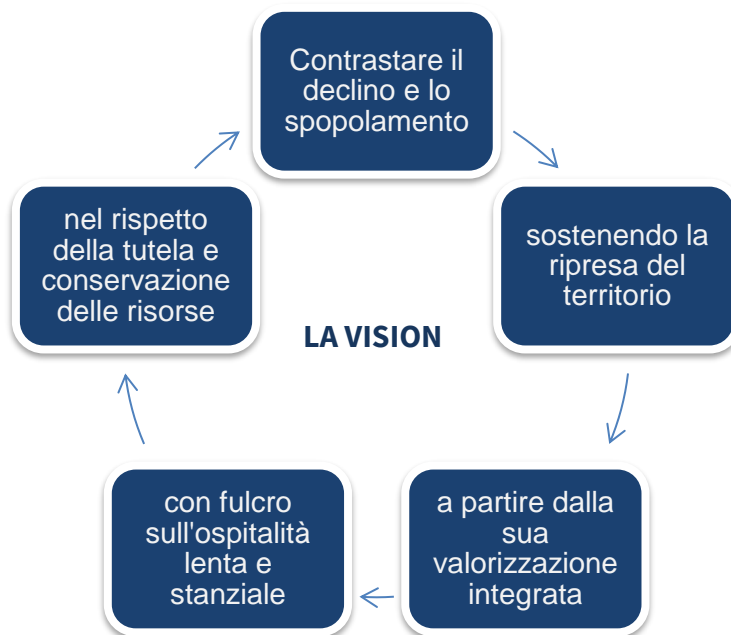 Contrastare il
declino e lo
spopolamento
sostenendo la
ripresa del
territorio
a partire dalla
sua
valorizzazione
integrata
con fulcro
sull'ospitalità
lenta e
stanziale
nel rispetto
della tutela e
conservazione
delle risorse
LA VISION